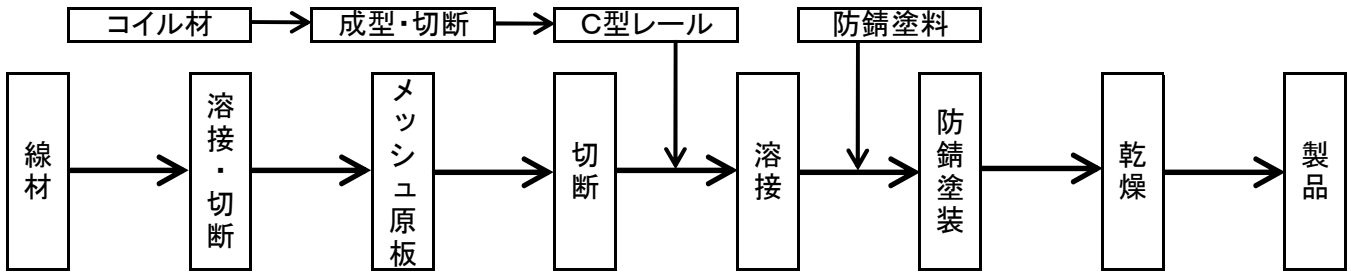 コイル材
成型・切断
C型レール
防錆塗料
線材
溶接・切断
メッシュ原板
切断
溶接
防錆塗装
乾燥
製品